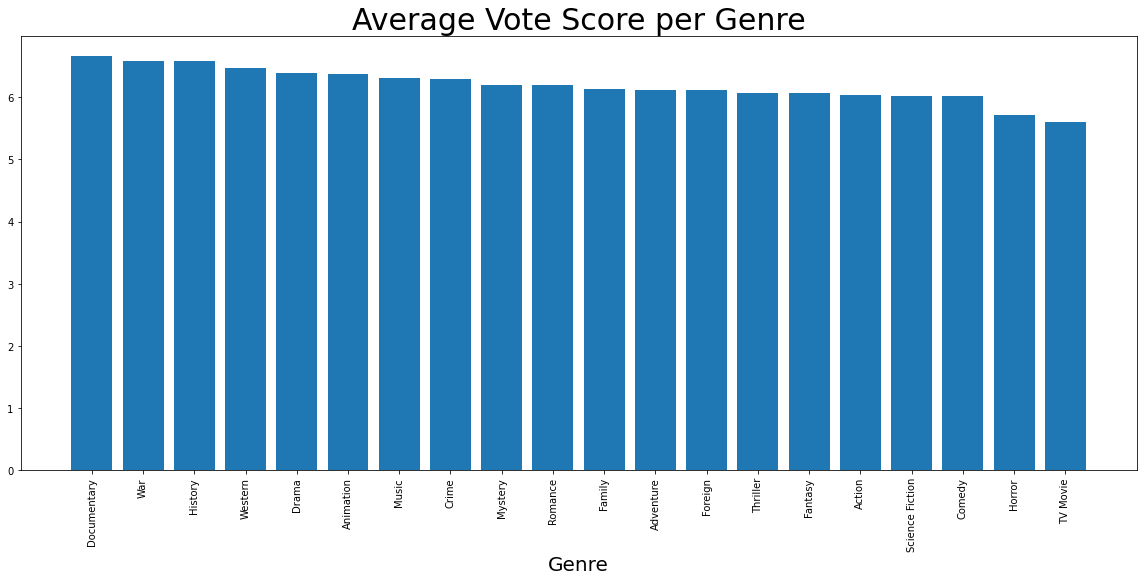 Average Vote Score per Genre
6
5
4
3
2
1
0
Documentary
War
History
Western
Drama
Animation
Music
Crime
Mystery
Romance
Family
Adventure
Foreign
Thriller
Fantasy
Action
Science Fiction
Comedy
Horror
TV Movie
Genre